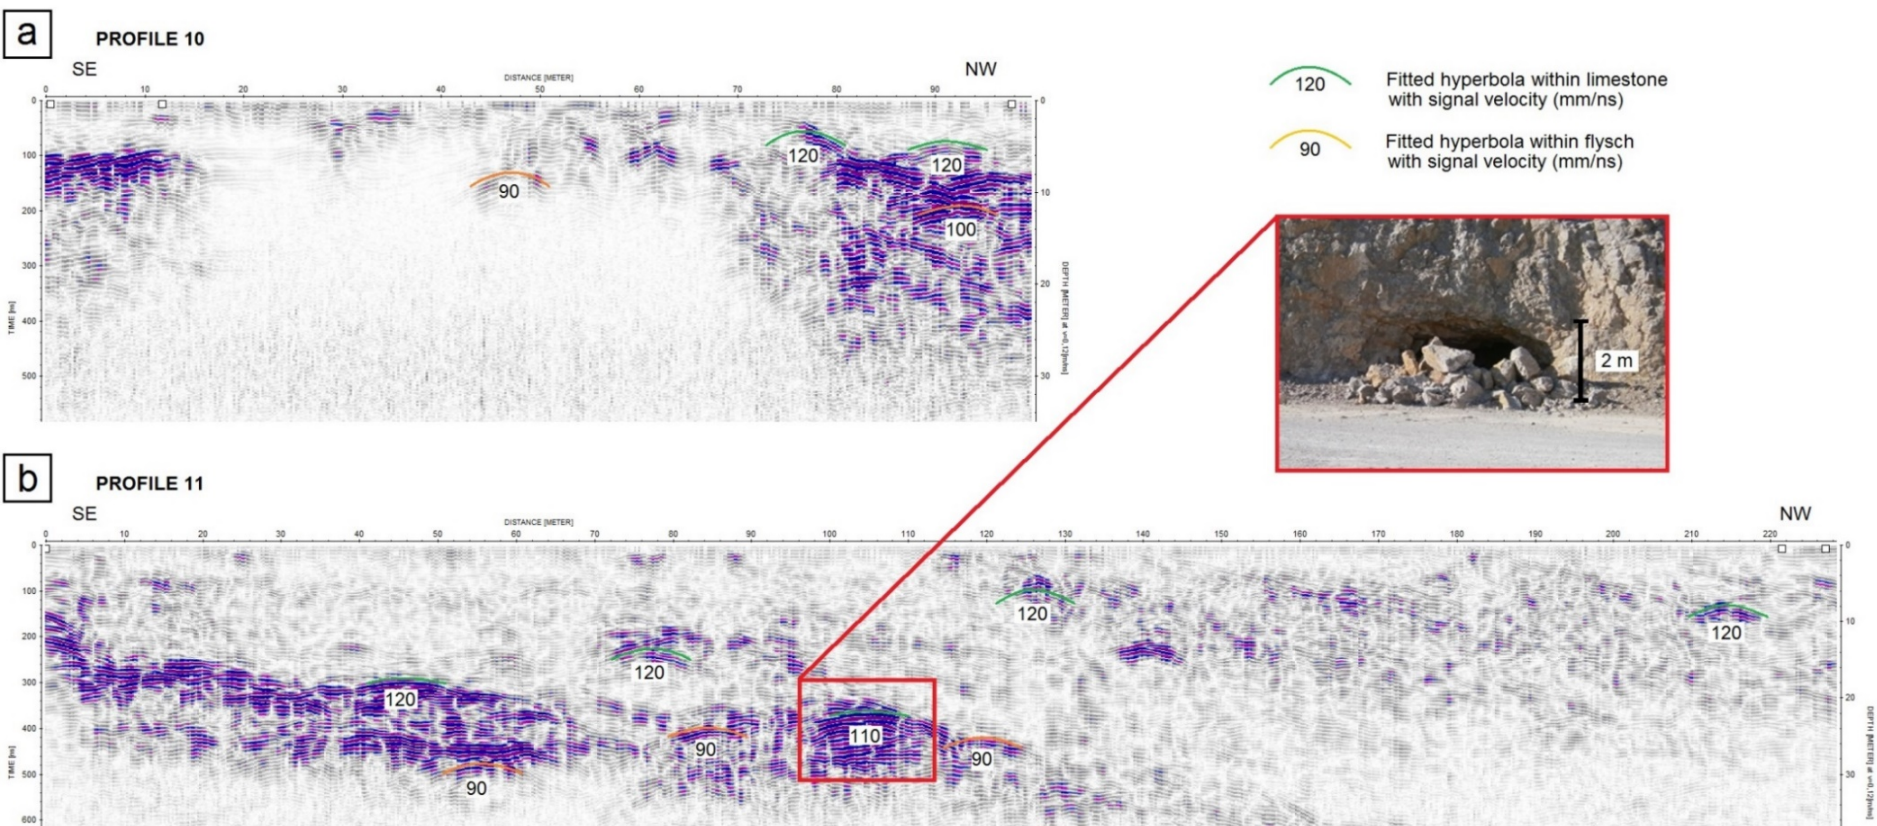 a
PROFILE 10
SE
NW
DISTANCE [METER]
0 10 20 30 40 50 60 70 80 90
0
100
200
300
400
500
TIME [ns]
0
10
20
30
DEPTH [METER] at v=0.12[m/ns]
90
120
120
100
120
Fitted hyperbola within limestone
with signal velocity (mm/ns)
90
Fitted hyperbola within flysch
with signal velocity (mm/ns)
2 m
b
PROFILE 11
SE
NW
DISTANCE [METER]
0 10 20 30 40 50 60 70 80 90 100 110 120 130 140 150 160 170 180 190 200 210 220
0
100
200
300
400
500
600
TIME [ns]
0
10
20
30
DEPTH [METER] at v=0.12[m/ns]
120
120
120
120
90
110
90
90